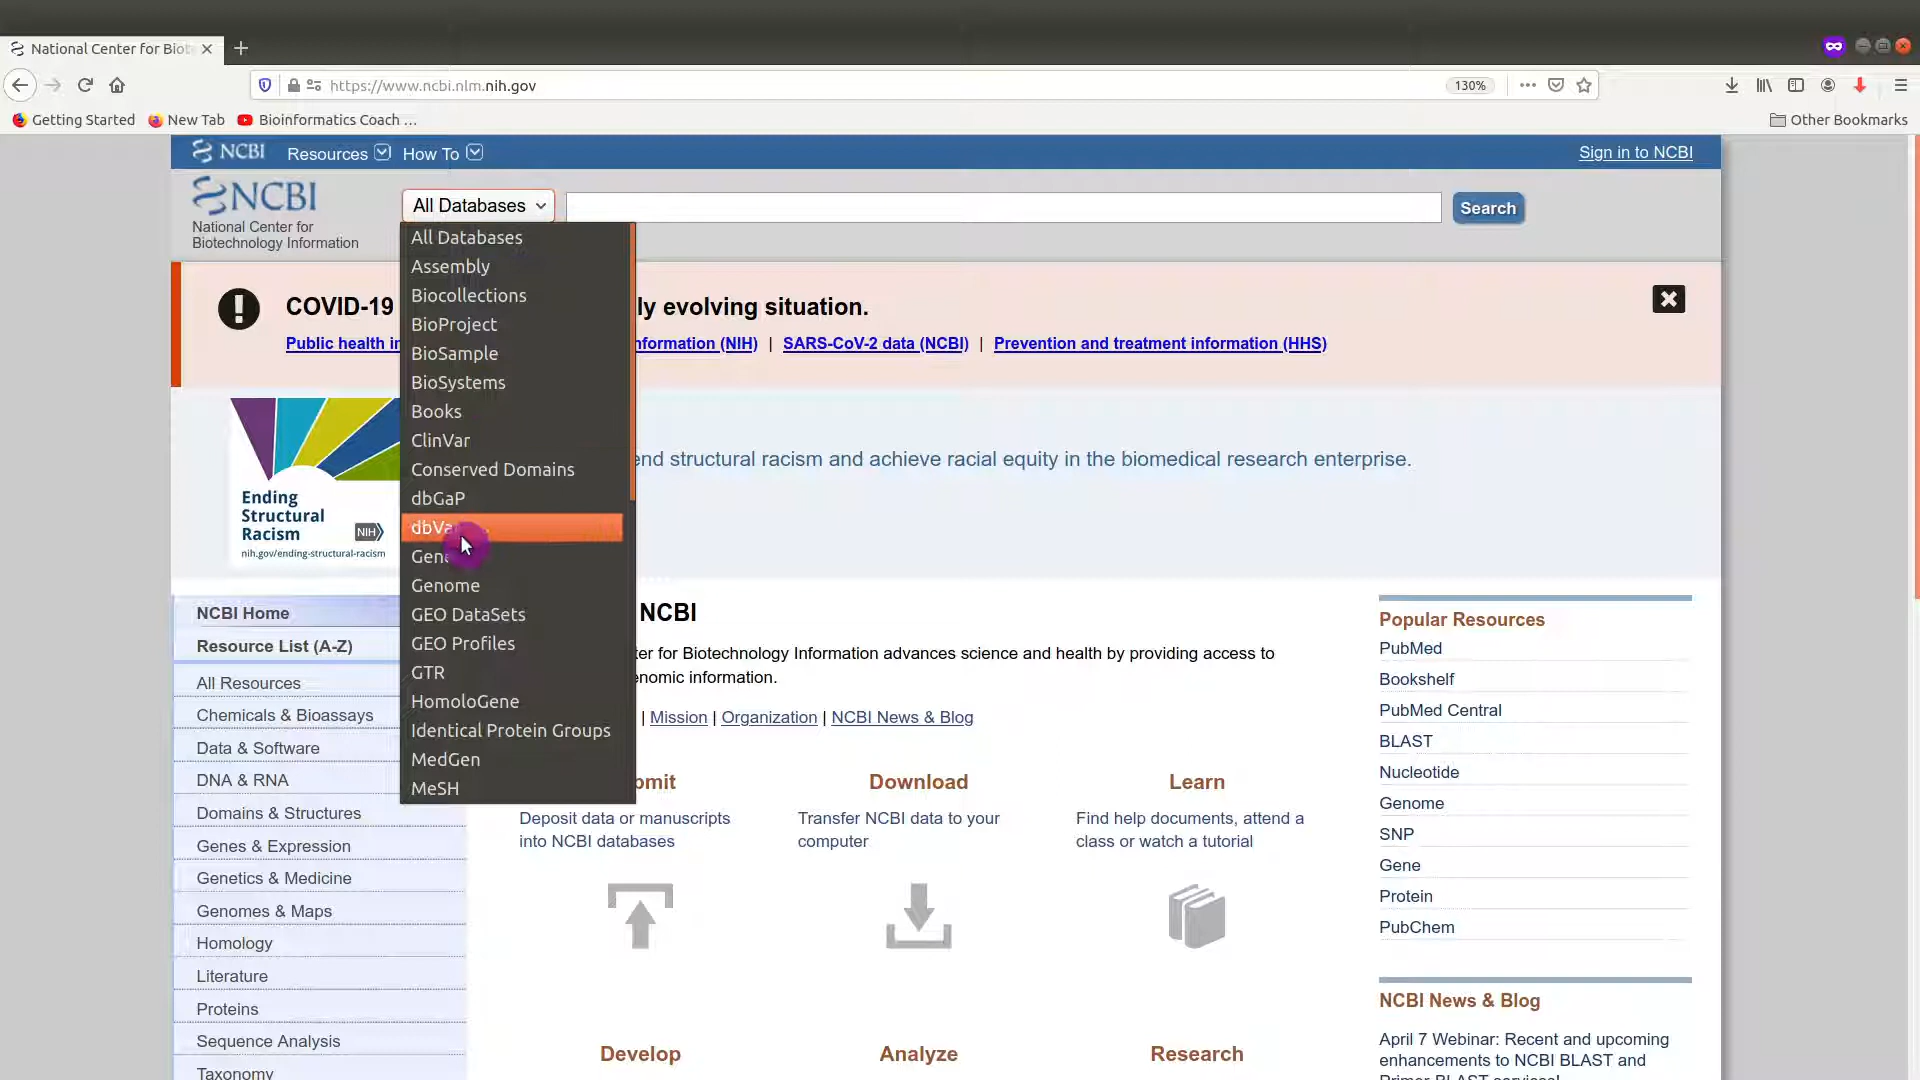 National Center for Biot
https://www.ncbi.nlm.nih.gov
130%
Getting Started
New Tab
Bioinformatics Coach ...
Other Bookmarks
NCBI
Resources
How To
Sign in to NCBI
NCBI
National Center for
Biotechnology Information
All Databases
Search
All Databases
Assembly
Biocollections
BioProject
BioSample
BioSystems
Books
ClinVar
Conserved Domains
dbGaP
dbVa
Gene
Genome
GEO DataSets
GEO Profiles
GTR
HomoloGene
Identical Protein Groups
MedGen
MeSH
COVID-19
ly evolving situation.
Public health in
nformation (NIH) | SARS-CoV-2 data (NCBI) | Prevention and treatment information (HHS)
Ending
Structural
Racism
NIH
nih.gov/ending-structural-racism
end structural racism and achieve racial equity in the biomedical research enterprise.
NCBI Home
Resource List (A-Z)
All Resources
Chemicals & Bioassays
Data & Software
DNA & RNA
Domains & Structures
Genes & Expression
Genetics & Medicine
Genomes & Maps
Homology
Literature
Proteins
Sequence Analysis
Taxonomy
NCBI
er for Biotechnology Information advances science and health by providing access to
enomic information.
| Mission | Organization | NCBI News & Blog
bmit
Deposit data or manuscripts
into NCBI databases
Download
Transfer NCBI data to your
computer
Learn
Find help documents, attend a
class or watch a tutorial
Develop
Analyze
Research
Popular Resources
PubMed
Bookshelf
PubMed Central
BLAST
Nucleotide
Genome
SNP
Gene
Protein
PubChem
NCBI News & Blog
April 7 Webinar: Recent and upcoming
enhancements to NCBI BLAST and
Primer BLAST services!